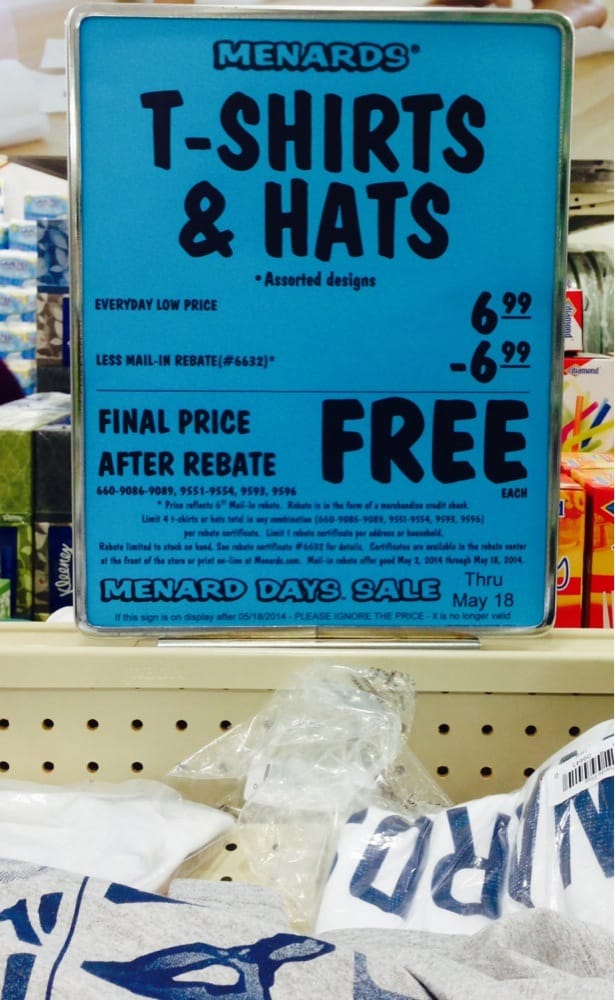 MENARDS®
T-SHIRTS
& HATS
• Assorted designs
EVERYDAY LOW PRICE 6.99
LESS MAIL-IN REBATE(#6632)* -6.99
FINAL PRICE
AFTER REBATE
FREE
EACH
660-9086-9089, 9551-9554, 9593, 9596
* Price reflects 6.99 Mail-in rebate. Rebate is in the form of a merchandise credit check.
Limit 4 t-shirts or hats total in any combination (660-9086-9089, 9551-9554, 9593, 9596)
per rebate certificate. Limit 1 rebate certificate per address or household.
Rebate limited to stock on hand. See rebate certificate #6632 for details. Certificates are available in the rebate center
at the front of the store or print on-line at Menards.com. Mail-in rebate offer good May 2, 2014 through May 18, 2014.
MENARD DAYS SALE Thru
May 18
If this sign is on display after 05/18/2014 - PLEASE IGNORE THE PRICE - it is no longer valid
Kleenex
diamond
diamond